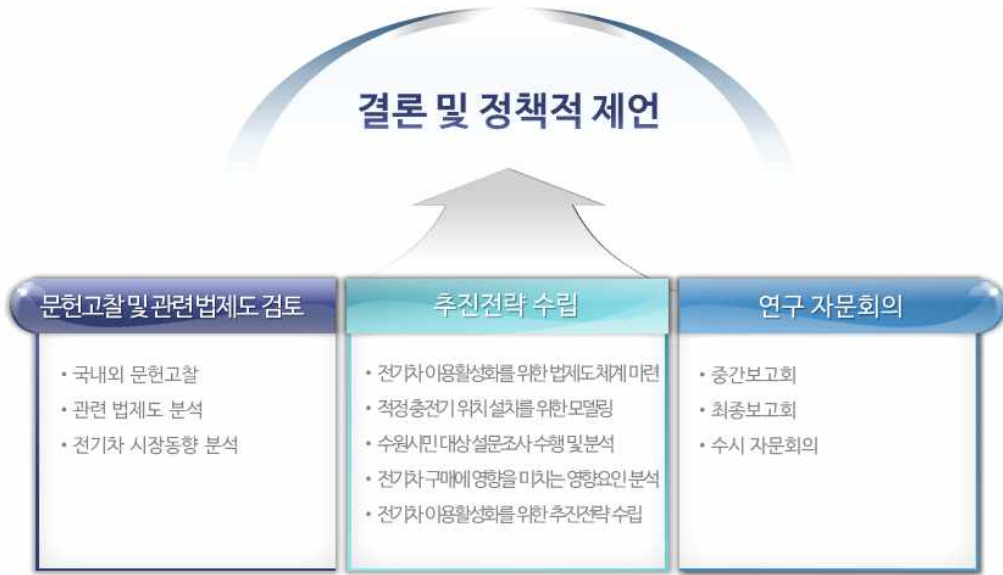 결론 및 정책적 제언
문헌고찰 및 관련 법제도 검토
• 국내외 문헌고찰
• 관련 법제도 분석
• 전기차 시장동향 분석
추진전략 수립
• 전기차 이용활성화를 위한 법제도 체계 마련
• 적정 충전기 위치 설치를 위한 모델링
• 수원시민 대상 설문조사 수행 및 분석
• 전기차 구매에 영향을 미치는 영향요인 분석
• 전기차 이용활성화를 위한 추진전략 수립
연구 자문회의
• 중간보고회
• 최종보고회
• 수시 자문회의